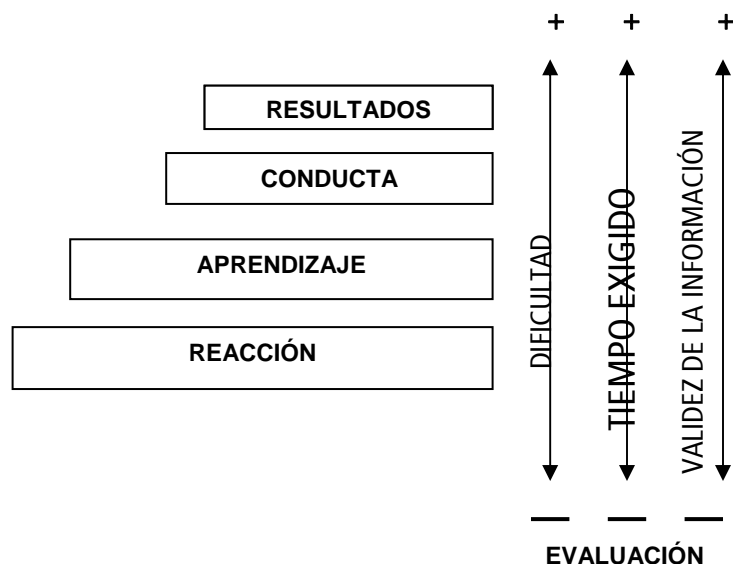 + + +
RESULTADOS
CONDUCTA
APRENDIZAJE
REACCIÓN
DIFICULTAD
TIEMPO EXIGIDO
VALIDEZ DE LA INFORMACIÓN
— — —
EVALUACIÓN